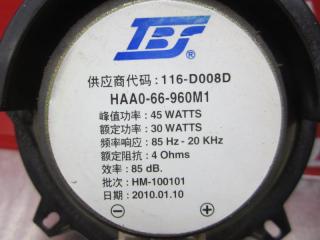 TBS
®
供应商代码 : 116-D008D
HAA0-66-960M1
峰值功率 : 45 WATTS
额定功率 : 30 WATTS
频率响应 : 85 Hz - 20 KHz
额定阻抗 : 4 Ohms
效率 : 85 dB.
批次 : HM-100101
日期 : 2010.01.10
⊖ ⊕